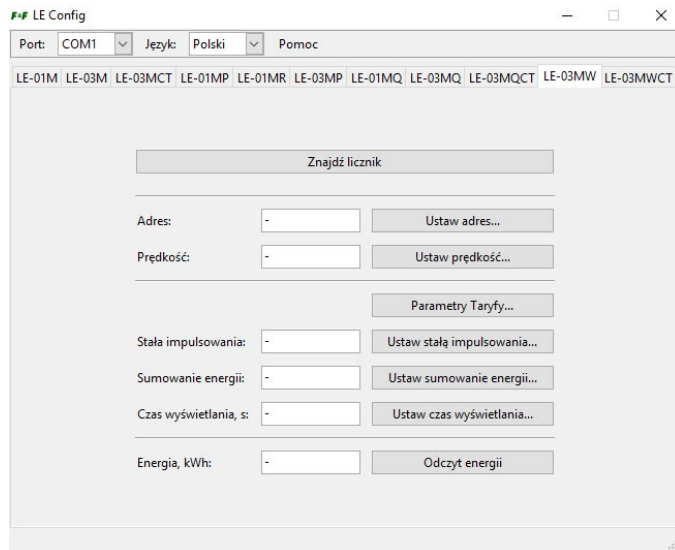 F&F LE Config
Port: COM1 Język: Polski Pomoc
LE-01M LE-03M LE-03MCT LE-01MP LE-01MR LE-03MP LE-01MQ LE-03MQ LE-03MQCT LE-03MW LE-03MWCT
Znajdź licznik
Adres: - Ustaw adres...
Prędkość: - Ustaw prędkość...
Parametry Taryfy...
Stała impulsowania: - Ustaw stałą impulsowania...
Sumowanie energii: - Ustaw sumowanie energii...
Czas wyświetlania, s: - Ustaw czas wyświetlania...
Energia, kWh: - Odczyt energii